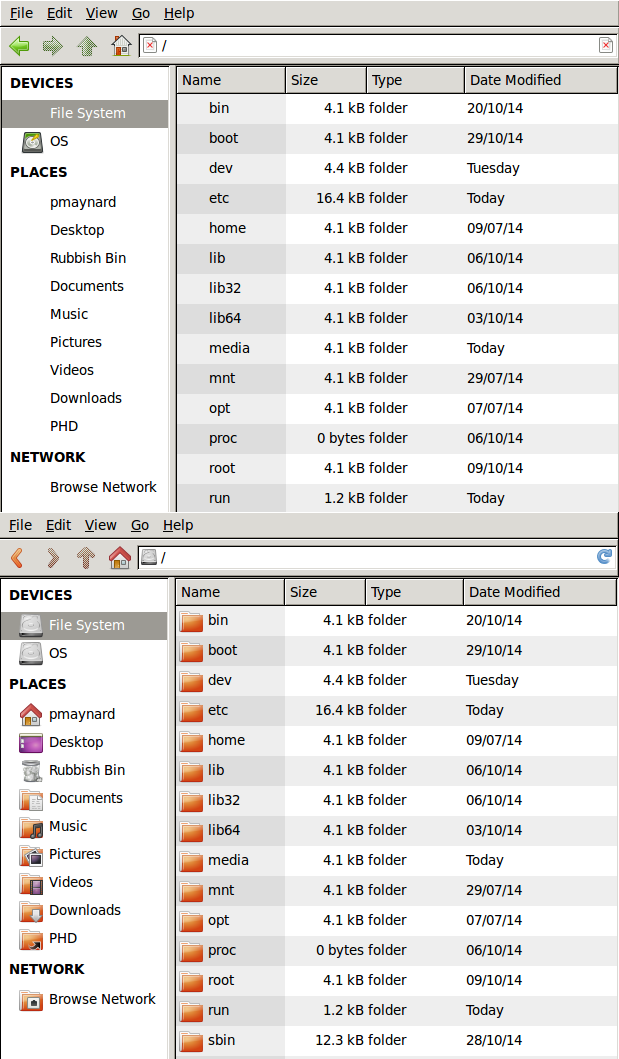 File Edit View Go Help
/
DEVICES
File System
OS
PLACES
pmaynard
Desktop
Rubbish Bin
Documents
Music
Pictures
Videos
Downloads
PHD
NETWORK
Browse Network
Name Size Type Date Modified
bin 4.1 kB folder 20/10/14
boot 4.1 kB folder 29/10/14
dev 4.4 kB folder Tuesday
etc 16.4 kB folder Today
home 4.1 kB folder 09/07/14
lib 4.1 kB folder 06/10/14
lib32 4.1 kB folder 06/10/14
lib64 4.1 kB folder 03/10/14
media 4.1 kB folder Today
mnt 4.1 kB folder 29/07/14
opt 4.1 kB folder 07/07/14
proc 0 bytes folder 06/10/14
root 4.1 kB folder 09/10/14
run 1.2 kB folder Today
File Edit View Go Help
/
DEVICES
File System
OS
PLACES
pmaynard
Desktop
Rubbish Bin
Documents
Music
Pictures
Videos
Downloads
PHD
NETWORK
Browse Network
Name Size Type Date Modified
bin 4.1 kB folder 20/10/14
boot 4.1 kB folder 29/10/14
dev 4.4 kB folder Tuesday
etc 16.4 kB folder Today
home 4.1 kB folder 09/07/14
lib 4.1 kB folder 06/10/14
lib32 4.1 kB folder 06/10/14
lib64 4.1 kB folder 03/10/14
media 4.1 kB folder Today
mnt 4.1 kB folder 29/07/14
opt 4.1 kB folder 07/07/14
proc 0 bytes folder 06/10/14
root 4.1 kB folder 09/10/14
run 1.2 kB folder Today
sbin 12.3 kB folder 28/10/14